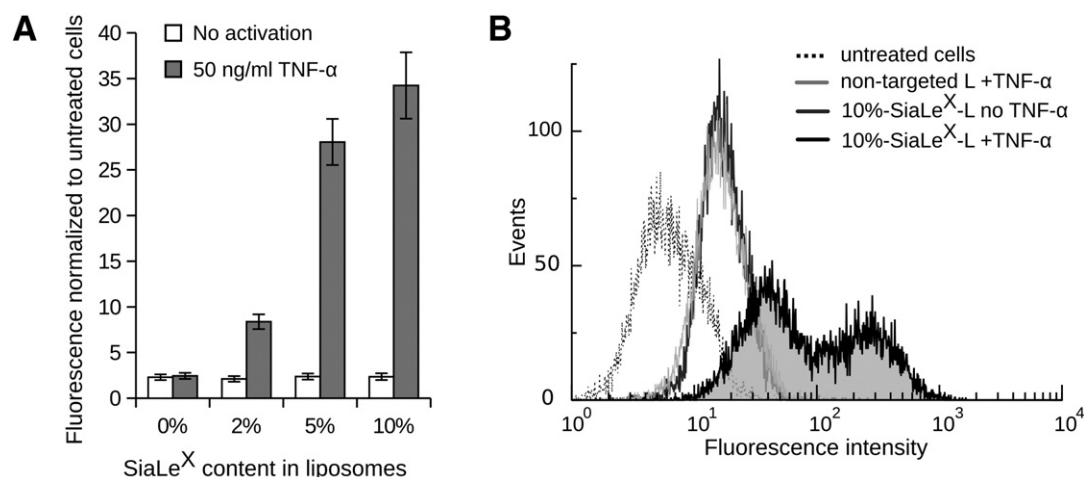 A
Fluorescence normalized to untreated cells
40
35
30
25
20
15
10
5
0
No activation
50 ng/ml TNF-α
0% 2% 5% 10%
SiaLeX content in liposomes
B
untreated cells
non-targeted L +TNF-α
10%-SiaLeX-L no TNF-α
10%-SiaLeX-L +TNF-α
Events
100
50
0
10^0 10^1 10^2 10^3 10^4
Fluorescence intensity